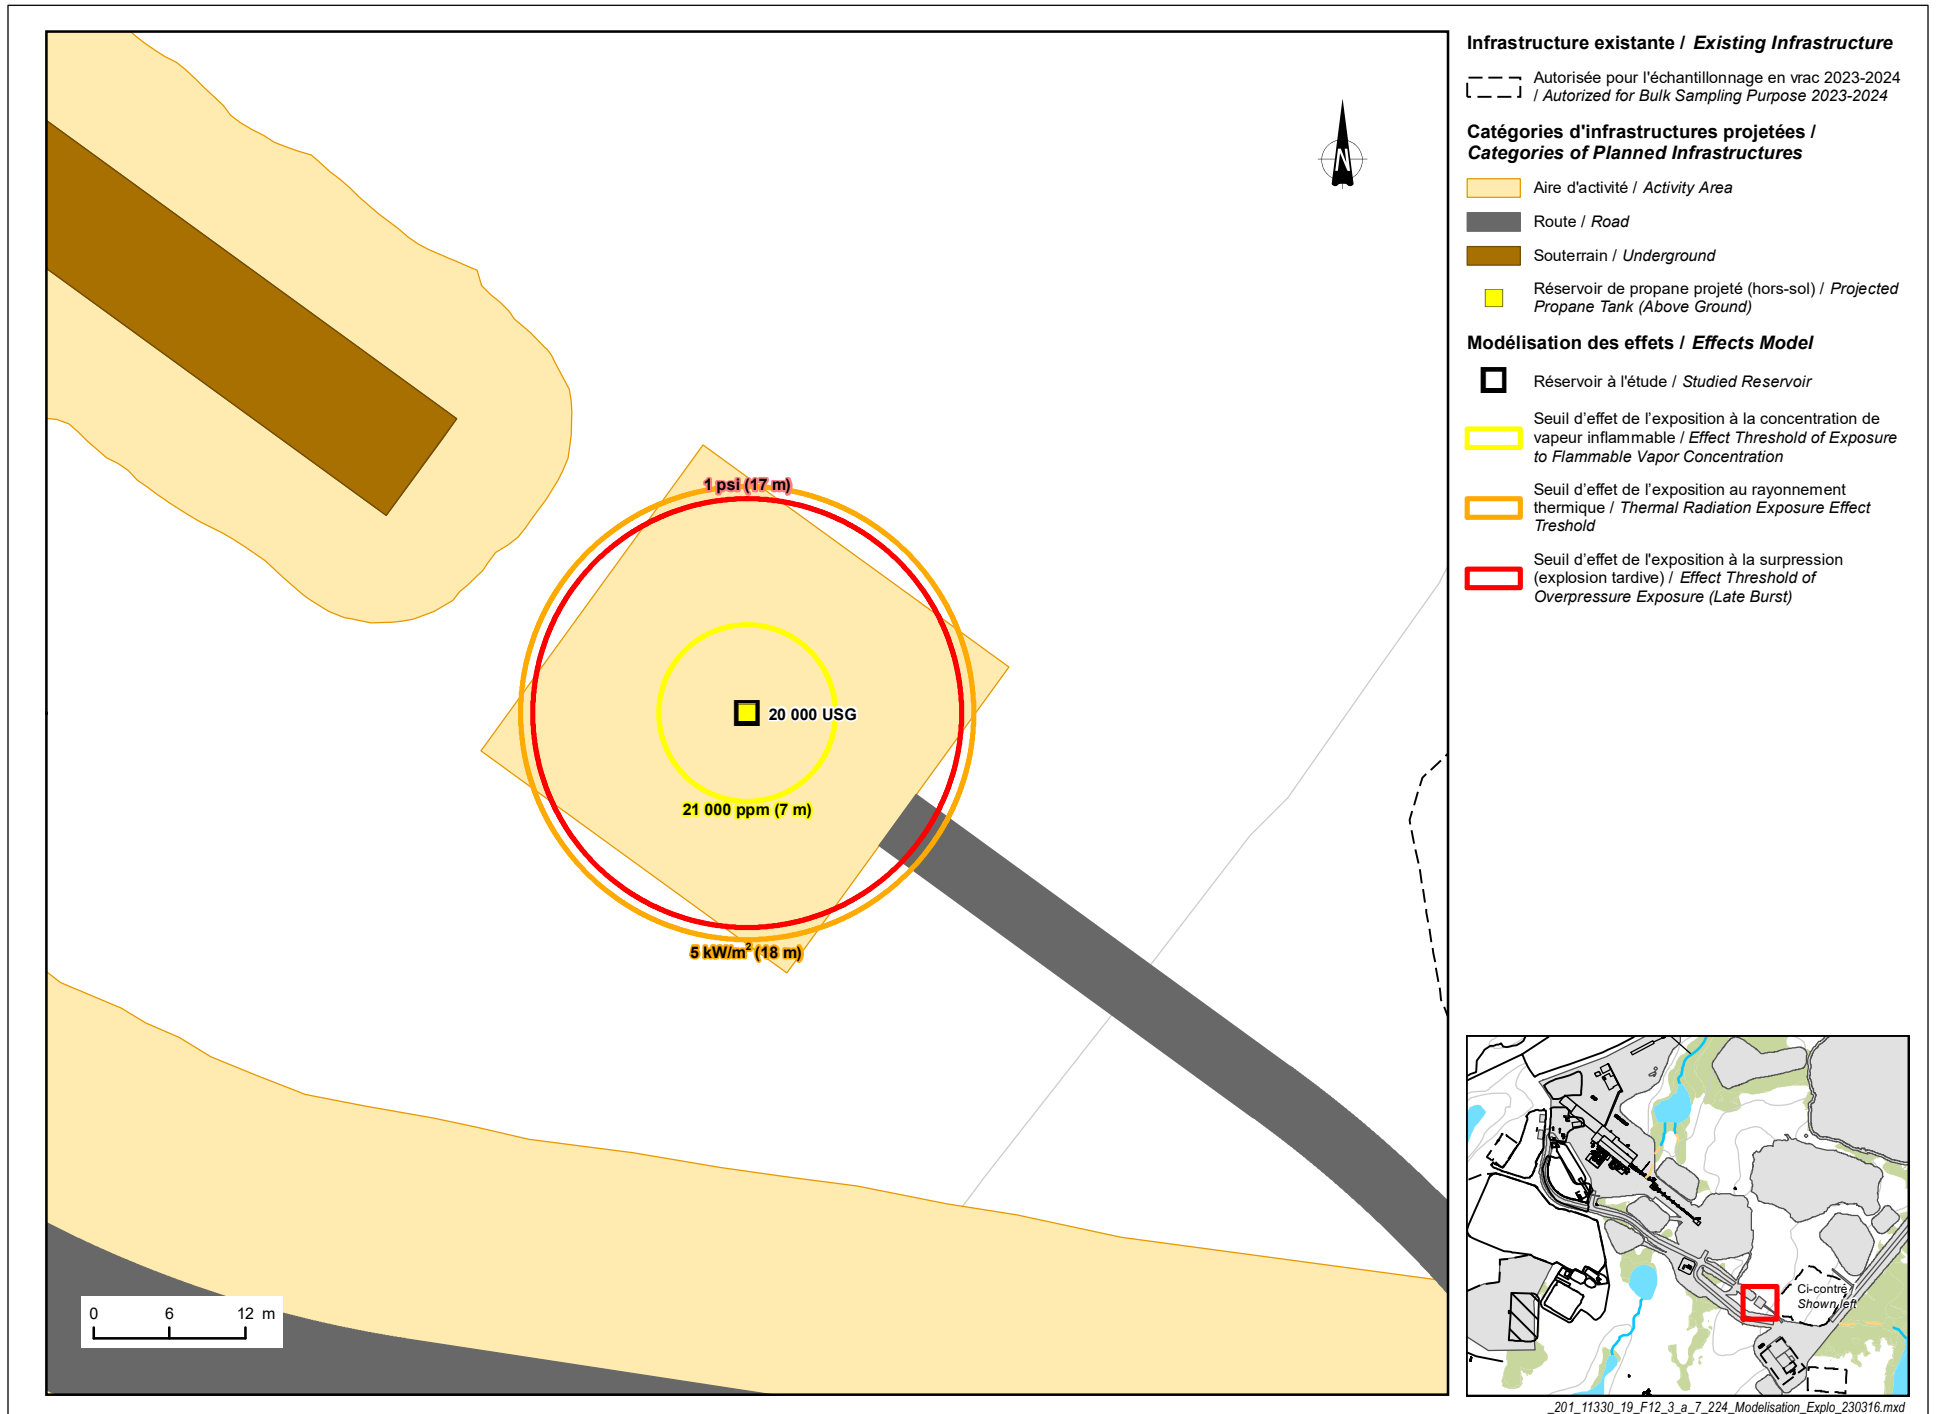 1 psi (17 m)
20 000 USG
21 000 ppm (7 m)
5 kW/m² (18 m)
N
0 6 12 m
Infrastructure existante / Existing Infrastructure
Autorisée pour l'échantillonnage en vrac 2023-2024
/ Autorized for Bulk Sampling Purpose 2023-2024
Catégories d'infrastructures projetées /
Categories of Planned Infrastructures
Aire d'activité / Activity Area
Route / Road
Souterrain / Underground
Réservoir de propane projeté (hors-sol) / Projected
Propane Tank (Above Ground)
Modélisation des effets / Effects Model
Réservoir à l'étude / Studied Reservoir
Seuil d’effet de l’exposition à la concentration de
vapeur inflammable / Effect Threshold of Exposure
to Flammable Vapor Concentration
Seuil d’effet de l’exposition au rayonnement
thermique / Thermal Radiation Exposure Effect
Treshold
Seuil d’effet de l'exposition à la surpression
(explosion tardive) / Effect Threshold of
Overpressure Exposure (Late Burst)
Ci-contre /
Shown left
_201_11330_19_F12_3_a_7_224_Modelisation_Explo_230316.mxd